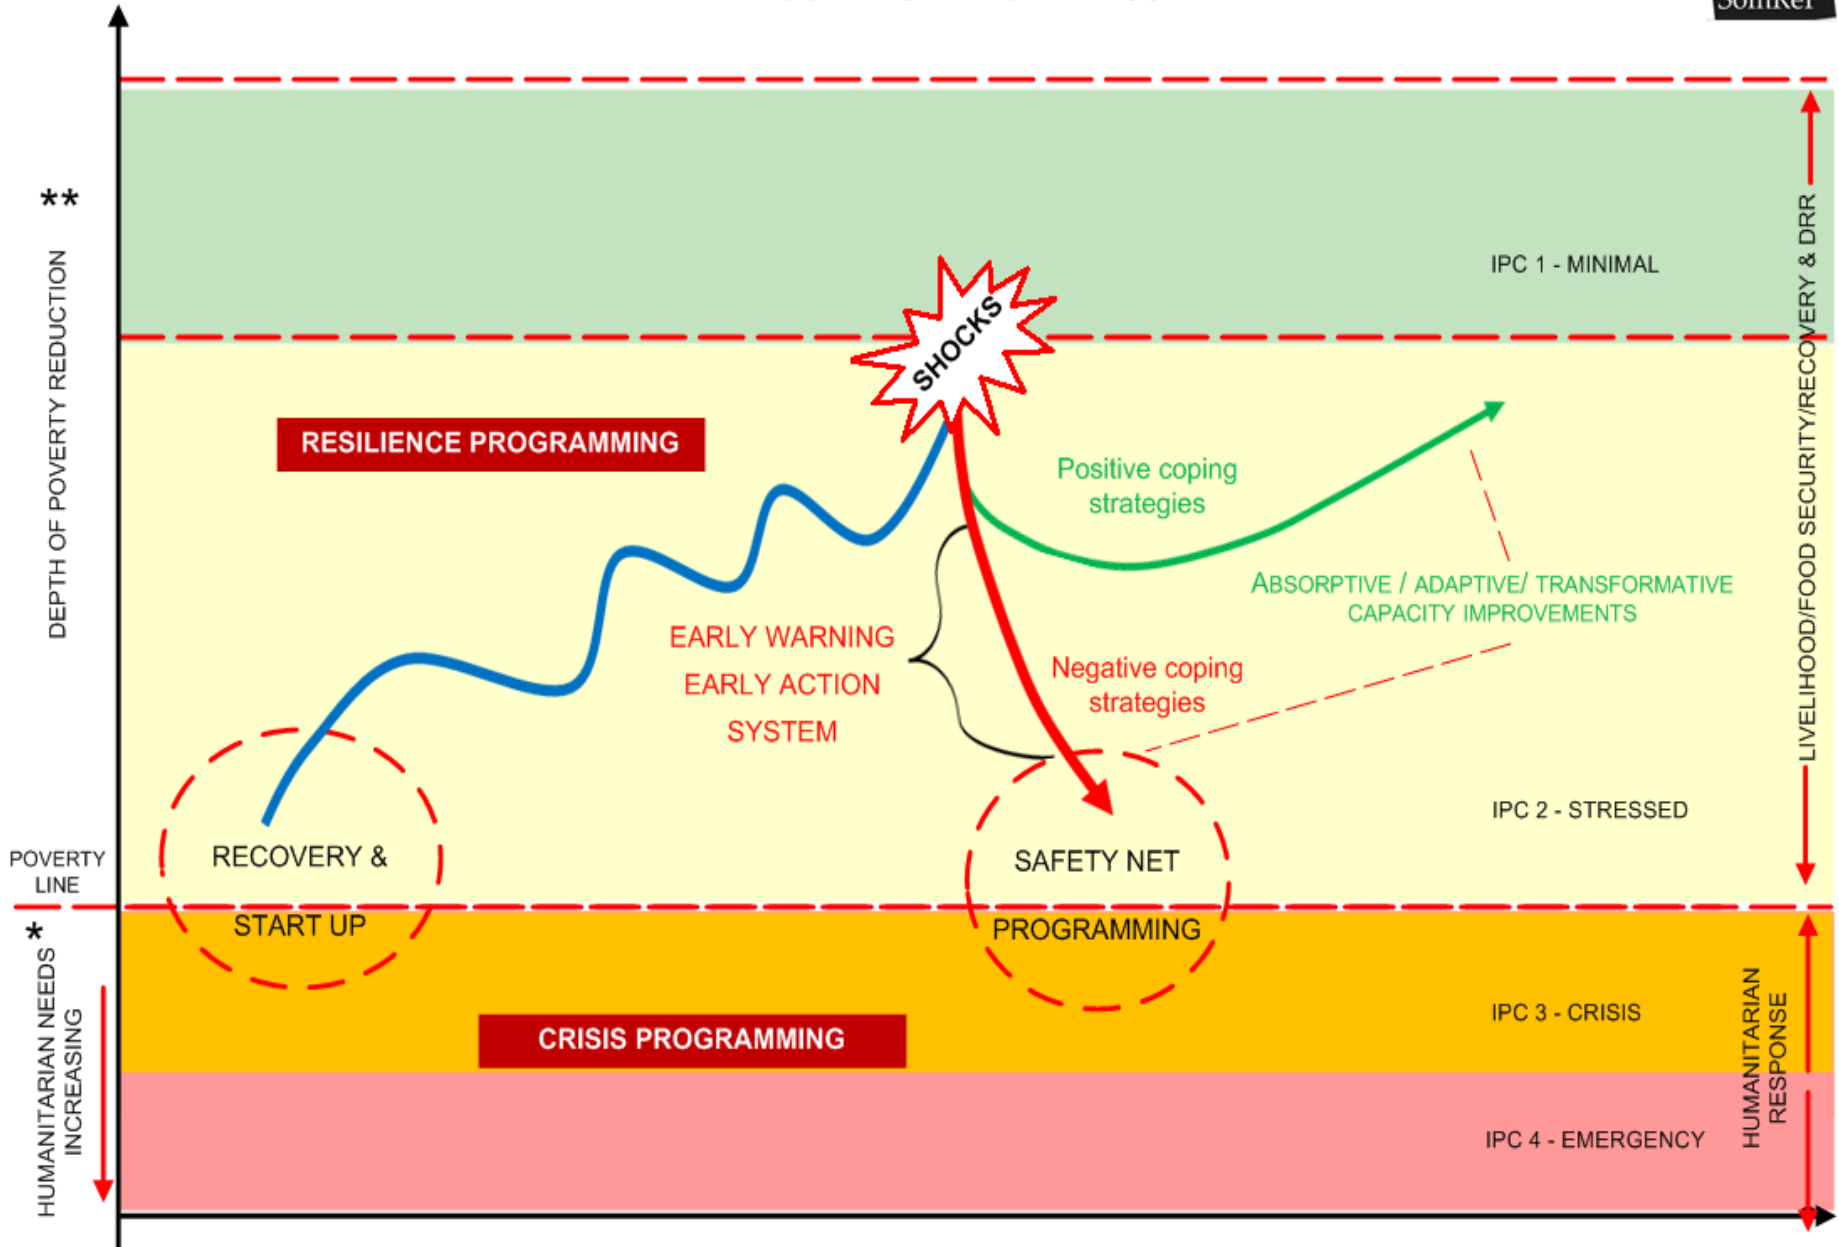 SomReP
**
DEPTH OF POVERTY REDUCTION
IPC 1 - MINIMAL
SHOCKS
LIVELIHOOD/FOOD SECURITY/RECOVERY & DRR
RESILIENCE PROGRAMMING
Positive coping
strategies
ABSORPTIVE / ADAPTIVE/ TRANSFORMATIVE
CAPACITY IMPROVEMENTS
EARLY WARNING
EARLY ACTION
SYSTEM
Negative coping
strategies
IPC 2 - STRESSED
POVERTY
LINE
RECOVERY &
START UP
SAFETY NET
PROGRAMMING
*
HUMANITARIAN NEEDS
INCREASING
IPC 3 - CRISIS
CRISIS PROGRAMMING
HUMANITARIAN
RESPONSE
IPC 4 - EMERGENCY